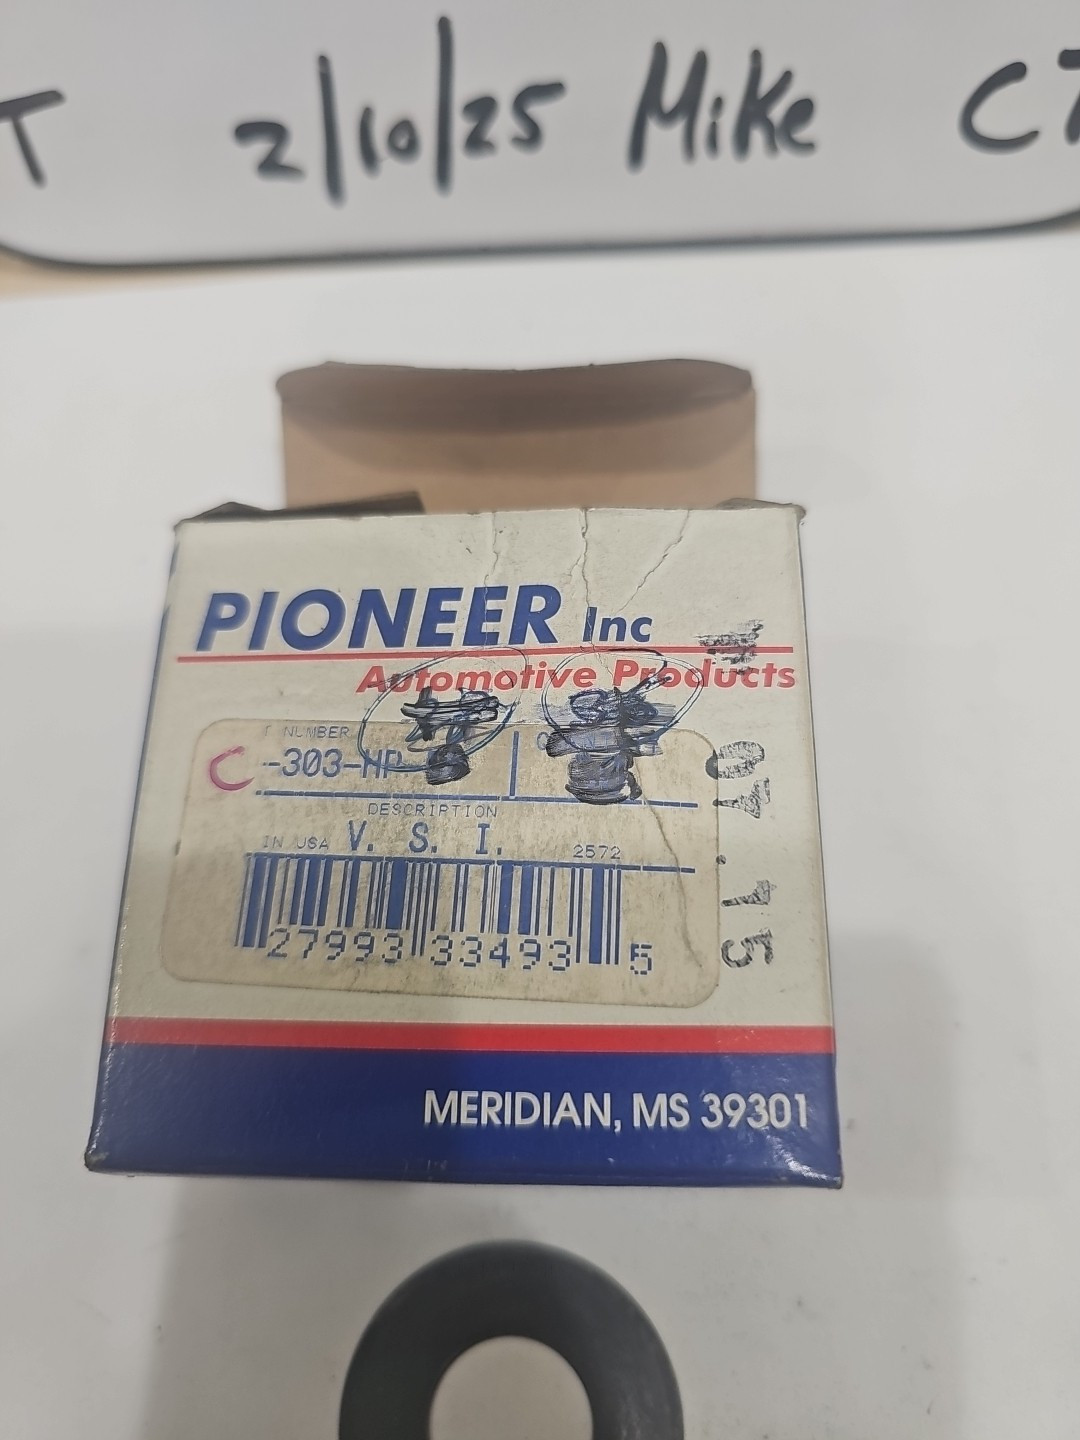 T 2/10/25 Mike C
PIONEER Inc
Automotive Products
NUMBER
C -303-HP-
DESCRIPTION
IN USA V. S. I. 2572
27993 33493 5
MERIDIAN, MS 39301